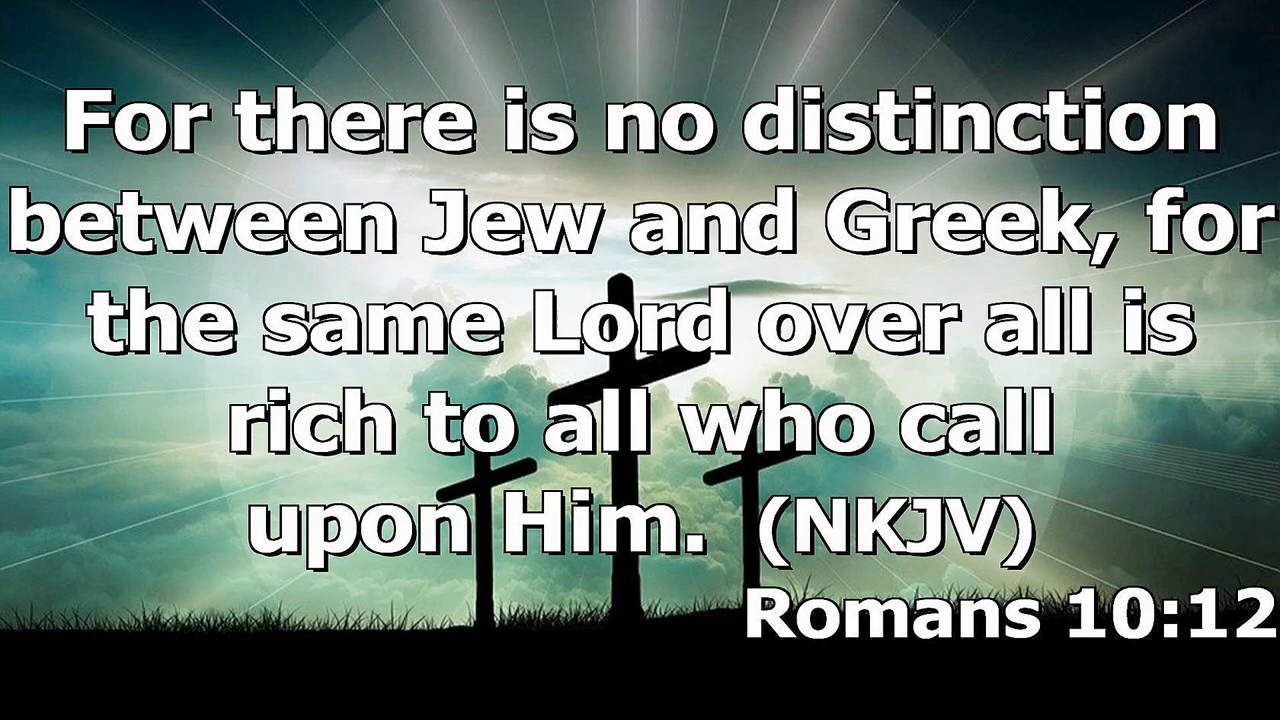 For there is no distinction
between Jew and Greek, for
the same Lord over all is
rich to all who call
upon Him. (NKJV)
Romans 10:12